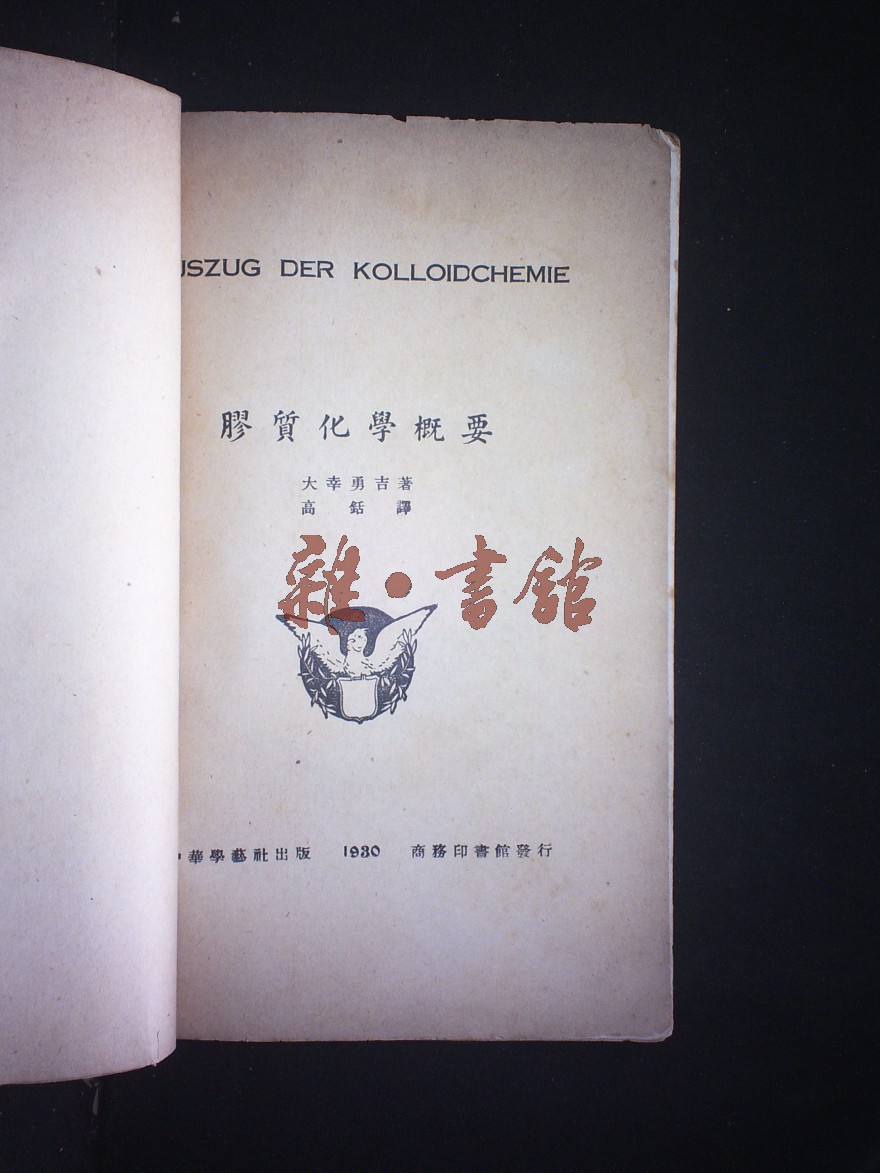 USZUG DER KOLLOIDCHEMIE
膠質化學概要
大幸勇吉著
高銛譯
雜·書館
中華學藝社出版 1930 商務印書館發行